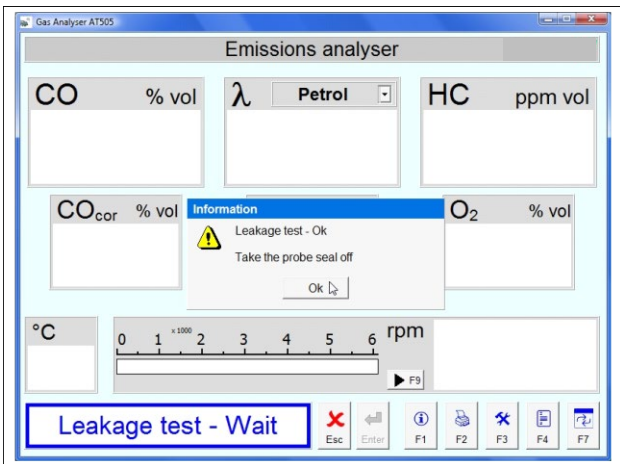 Gas Analyser AT505
Emissions analyser
CO % vol
λ Petrol
HC ppm vol
COcor % vol
O2 % vol
Information
Leakage test - Ok
Take the probe seal off
Ok
°C
0 1 x 1000 2 3 4 5 6 rpm
F9
Leakage test - Wait
Esc Enter F1 F2 F3 F4 F7